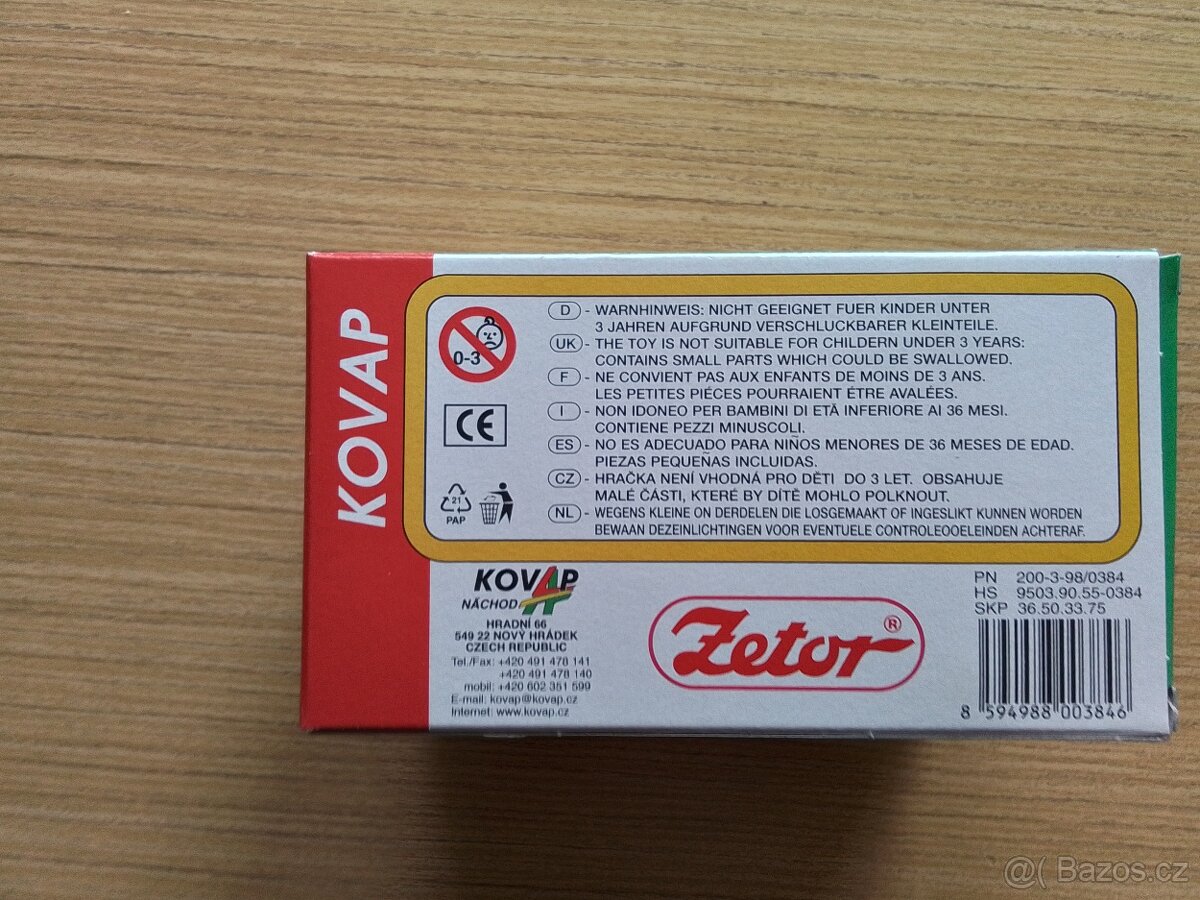 KOVAP
0-3
D - WARNHINWEIS: NICHT GEEIGNET FUER KINDER UNTER
3 JAHREN AUFGRUND VERSCHLUCKBARER KLEINTEILE.
UK - THE TOY IS NOT SUITABLE FOR CHILDERN UNDER 3 YEARS:
CONTAINS SMALL PARTS WHICH COULD BE SWALLOWED.
F - NE CONVIENT PAS AUX ENFANTS DE MOINS DE 3 ANS.
LES PETITES PIÉCES POURRAIENT ÉTRE AVALÉES.
I - NON IDONEO PER BAMBINI DI ETÁ INFERIORE AI 36 MESI.
CONTIENE PEZZI MINUSCOLI.
ES - NO ES ADECUADO PARA NIÑOS MENORES DE 36 MESES DE EDAD.
PIEZAS PEQUEÑAS INCLUIDAS.
CZ - HRAČKA NENÍ VHODNÁ PRO DĚTI DO 3 LET. OBSAHUJE
MALÉ ČÁSTI, KTERÉ BY DÍTĚ MOHLO POLKNOUT.
NL - WEGENS KLEINE ON DERDELEN DIE LOSGEMAAKT OF INGESLIKT KUNNEN WORDEN
BEWAAN DEZEINLICHTINGEN VOOR EVENTUELE CONTROLEOOELEINDEN ACHTERAF.
CE
21
PAP
KOVAP
NÁCHOD
HRADNÍ 66
549 22 NOVÝ HRÁDEK
CZECH REPUBLIC
Tel./Fax: +420 491 478 141
+420 491 478 140
mobil: +420 602 351 599
E-mail: kovap@kovap.cz
Internet: www.kovap.cz
Zetor ®
PN 200-3-98/0384
HS 9503.90.55-0384
SKP 36.50.33.75
8 594988 003846
@( Bazos.cz